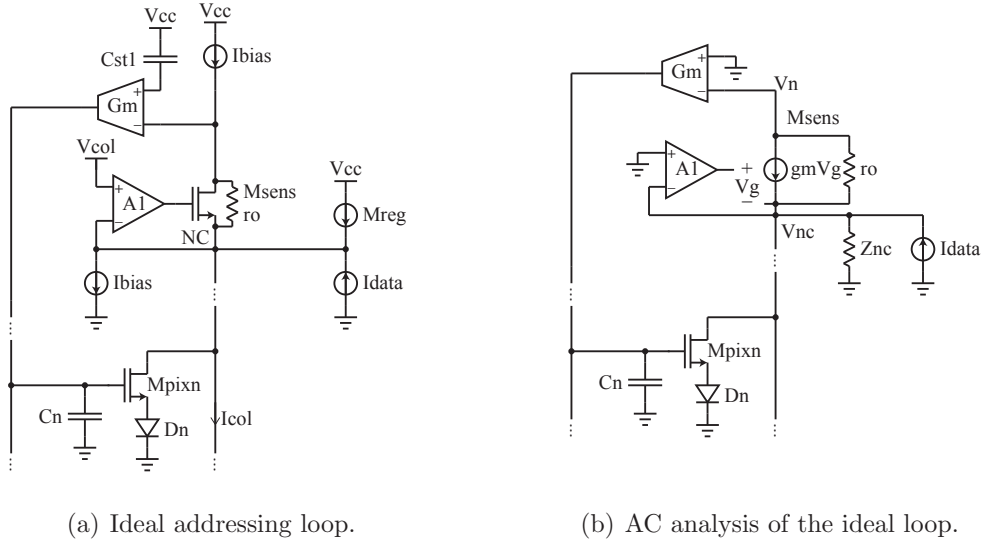 Vcc
Vcc
Cst1
Ibias
+
Gm
−
Vcol
Vcc
+
A1
−
Msens
ro
Mreg
NC
Ibias
Idata
Mpixn
Cn
Dn
Icol
(a) Ideal addressing loop.
+
Gm
−
Vn
Msens
+
A1
−
+
Vg
−
gmVg
ro
Vnc
Znc
Idata
Mpixn
Cn
Dn
(b) AC analysis of the ideal loop.